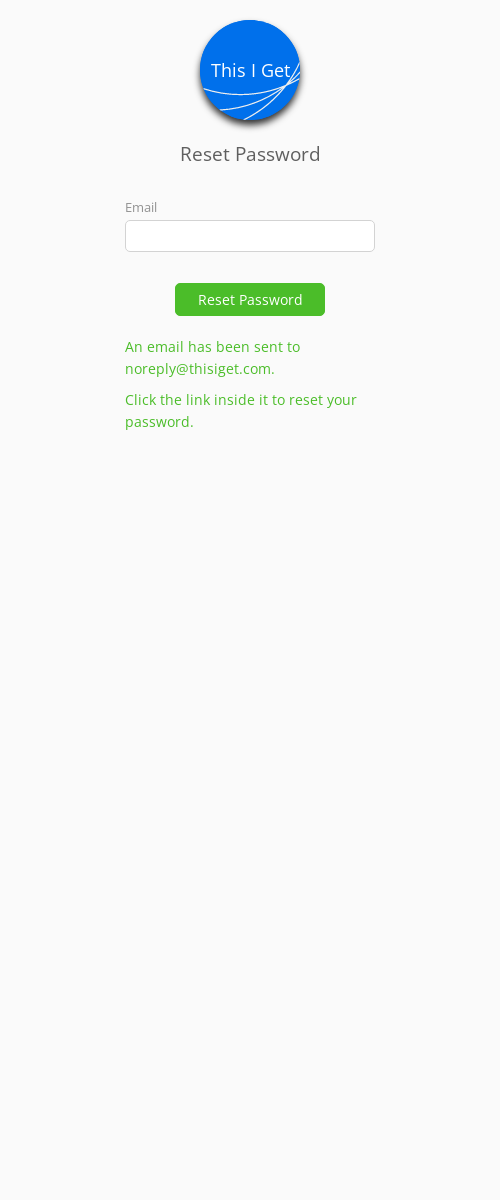 This I Get
Reset Password
Email
Reset Password
An email has been sent to
noreply@thisiget.com.
Click the link inside it to reset your
password.